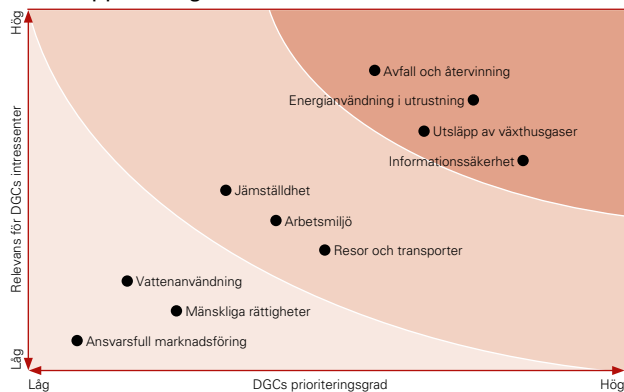 Hög
Avfall och återvinning
Energianvändning i utrustning
Utsläpp av växthusgaser
Informationssäkerhet
Relevans för DGCs intressenter
Jämställdhet
Arbetsmiljö
Resor och transporter
Vattenanvändning
Mänskliga rättigheter
Ansvarsfull marknadsföring
Låg
Låg
DGCs prioriteringsgrad
Hög